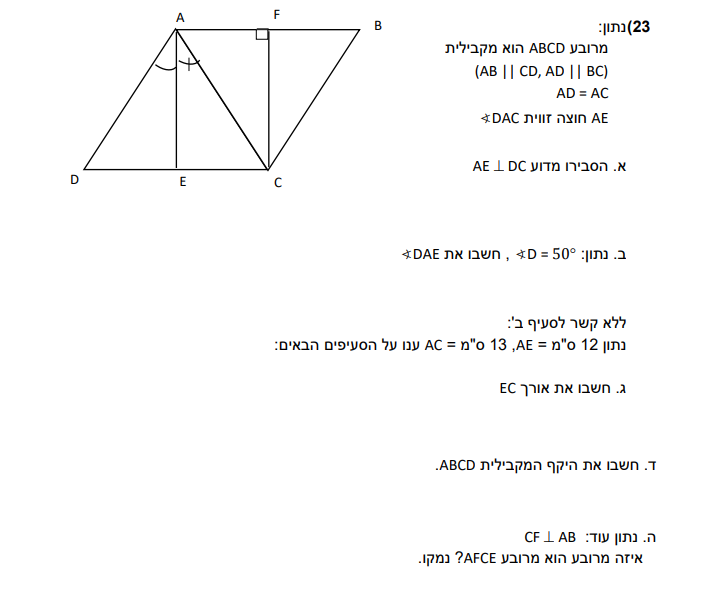 23)נתון:
מרובע ABCD הוא מקבילית
(AB || CD, AD || BC)
AD = AC
AE חוצה זווית ∢DAC
א. הסבירו מדוע AE ⊥ DC
ב. נתון: ∢D = 50° , חשבו את ∢DAE
ללא קשר לסעיף ב':
נתון 12 ס"מ = AE, 13 ס"מ = AC ענו על הסעיפים הבאים:
ג. חשבו את אורך EC
ד. חשבו את היקף המקבילית ABCD.
ה. נתון עוד: CF ⊥ AB
איזה מרובע הוא מרובע AFCE? נמקו.
A
F
B
D
E
C